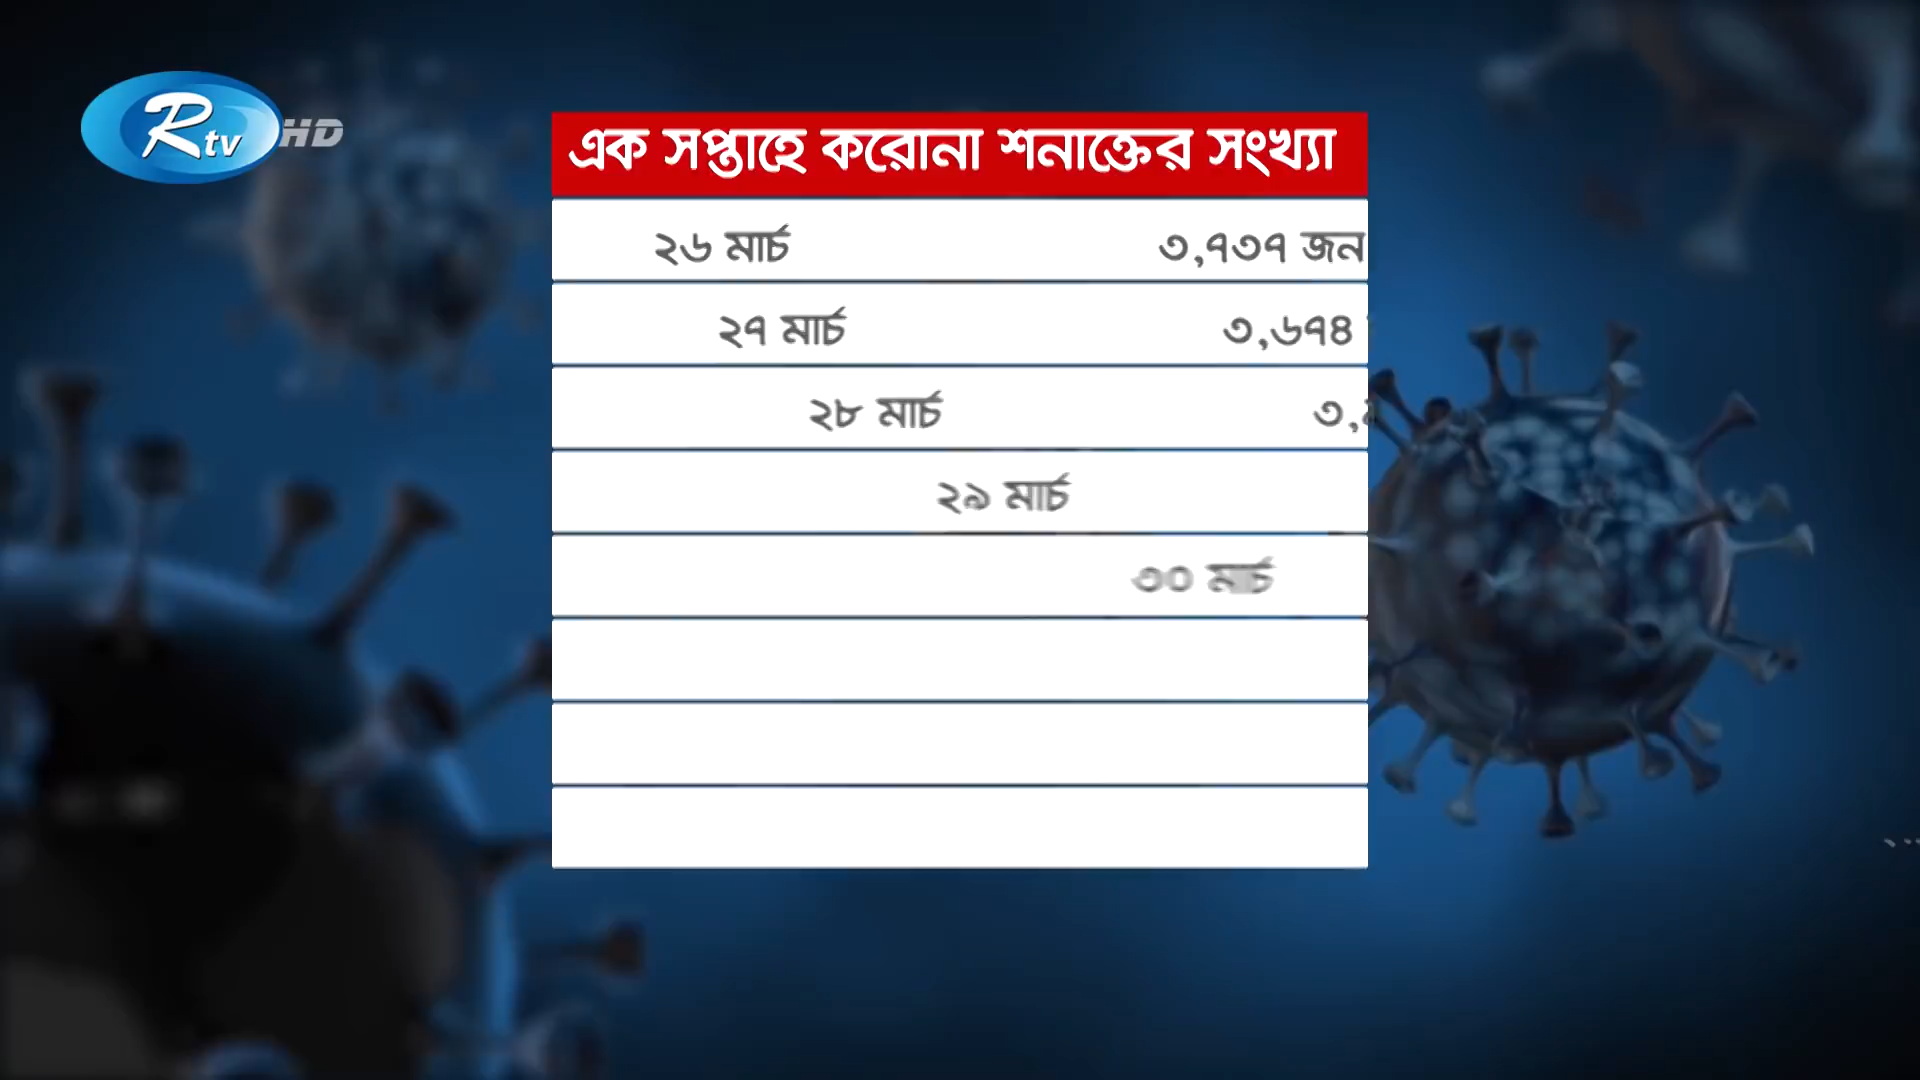 Rtv HD
এক সপ্তাহে করোনা শনাক্তের সংখ্যা
২৬ মার্চ ৩,৭৩৭ জন
২৭ মার্চ ৩,৬৭৪
২৮ মার্চ
২৯ মার্চ
৩০ মার্চ